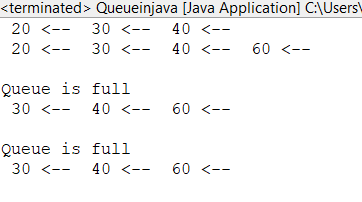 <terminated> Queueinjava [Java Application] C:\Users\
20 <-- 30 <-- 40 <--
20 <-- 30 <-- 40 <-- 60 <--
Queue is full
30 <-- 40 <-- 60 <--
Queue is full
30 <-- 40 <-- 60 <--